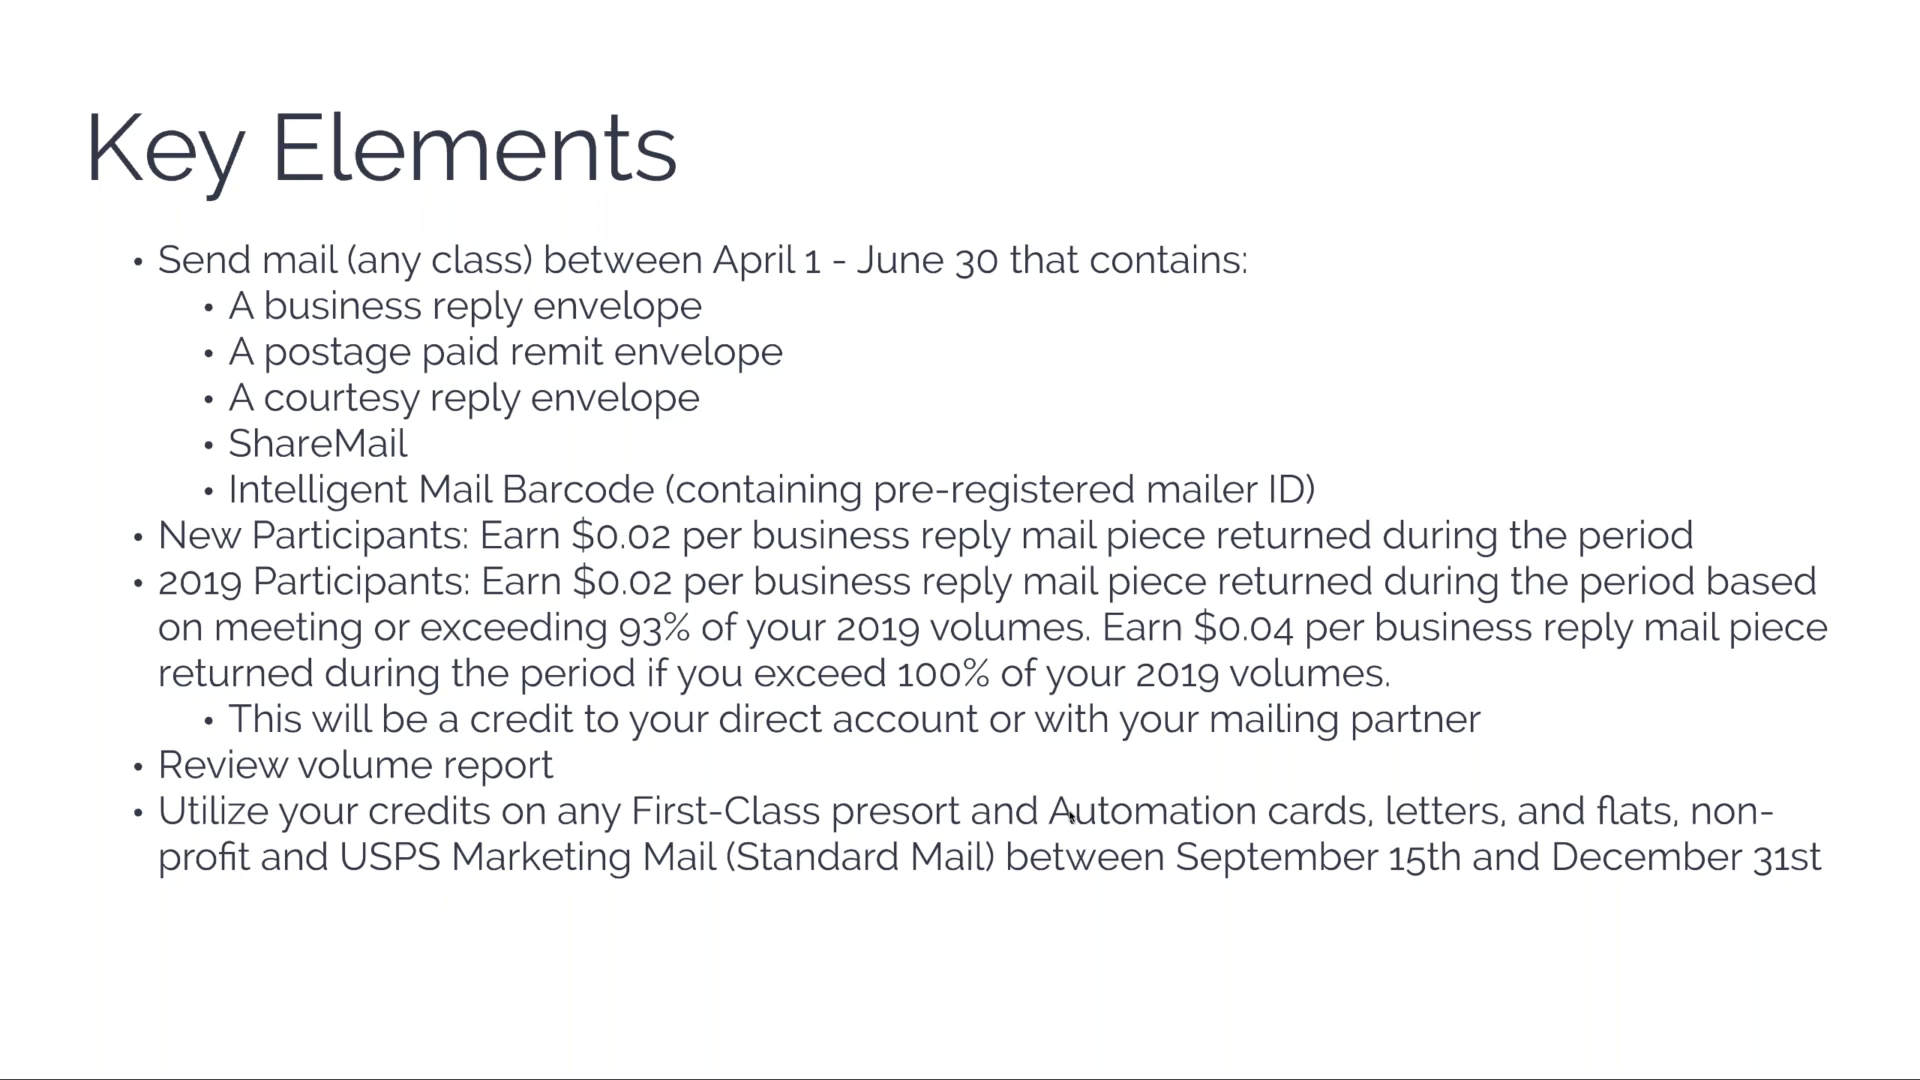 Key Elements
• Send mail (any class) between April 1 - June 30 that contains:
• A business reply envelope
• A postage paid remit envelope
• A courtesy reply envelope
• ShareMail
• Intelligent Mail Barcode (containing pre-registered mailer ID)
• New Participants: Earn $0.02 per business reply mail piece returned during the period
• 2019 Participants: Earn $0.02 per business reply mail piece returned during the period based
on meeting or exceeding 93% of your 2019 volumes. Earn $0.04 per business reply mail piece
returned during the period if you exceed 100% of your 2019 volumes.
• This will be a credit to your direct account or with your mailing partner
• Review volume report
• Utilize your credits on any First-Class presort and Automation cards, letters, and flats, non-
profit and USPS Marketing Mail (Standard Mail) between September 15th and December 31st